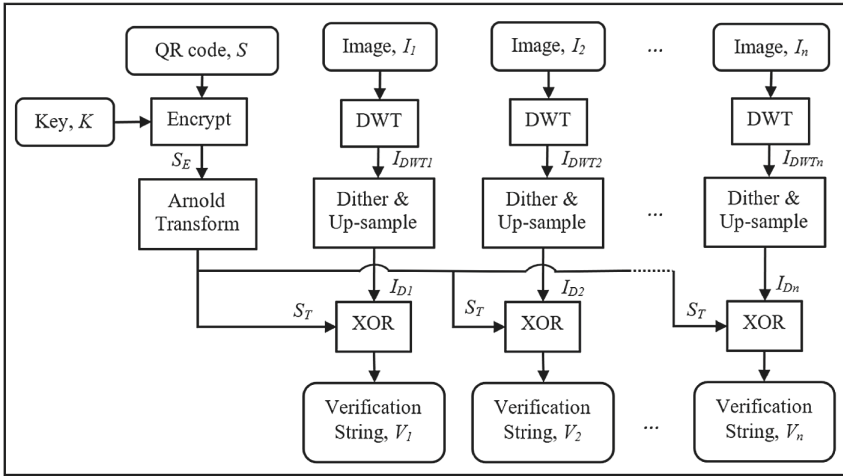 QR code, S
Image, I1
Image, I2
...
Image, In
Key, K
Encrypt
DWT
DWT
DWT
SE
IDWT1
IDWT2
IDWTn
Arnold
Transform
Dither &
Up-sample
Dither &
Up-sample
...
Dither &
Up-sample
ID1
ID2
IDn
ST
XOR
ST
XOR
ST
XOR
Verification
String, V1
Verification
String, V2
...
Verification
String, Vn